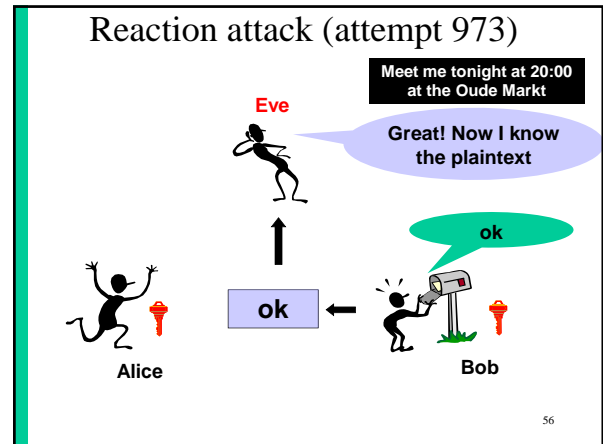 Reaction attack (attempt 973)
Meet me tonight at 20:00
at the Oude Markt
Eve
Great! Now I know
the plaintext
ok
ok
Alice
Bob
56